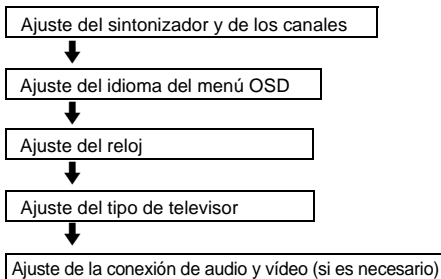 Ajuste del sintonizador y de los canales
Ajuste del idioma del menú OSD
Ajuste del reloj
Ajuste del tipo de televisor
Ajuste de la conexión de audio y vídeo (si es necesario)